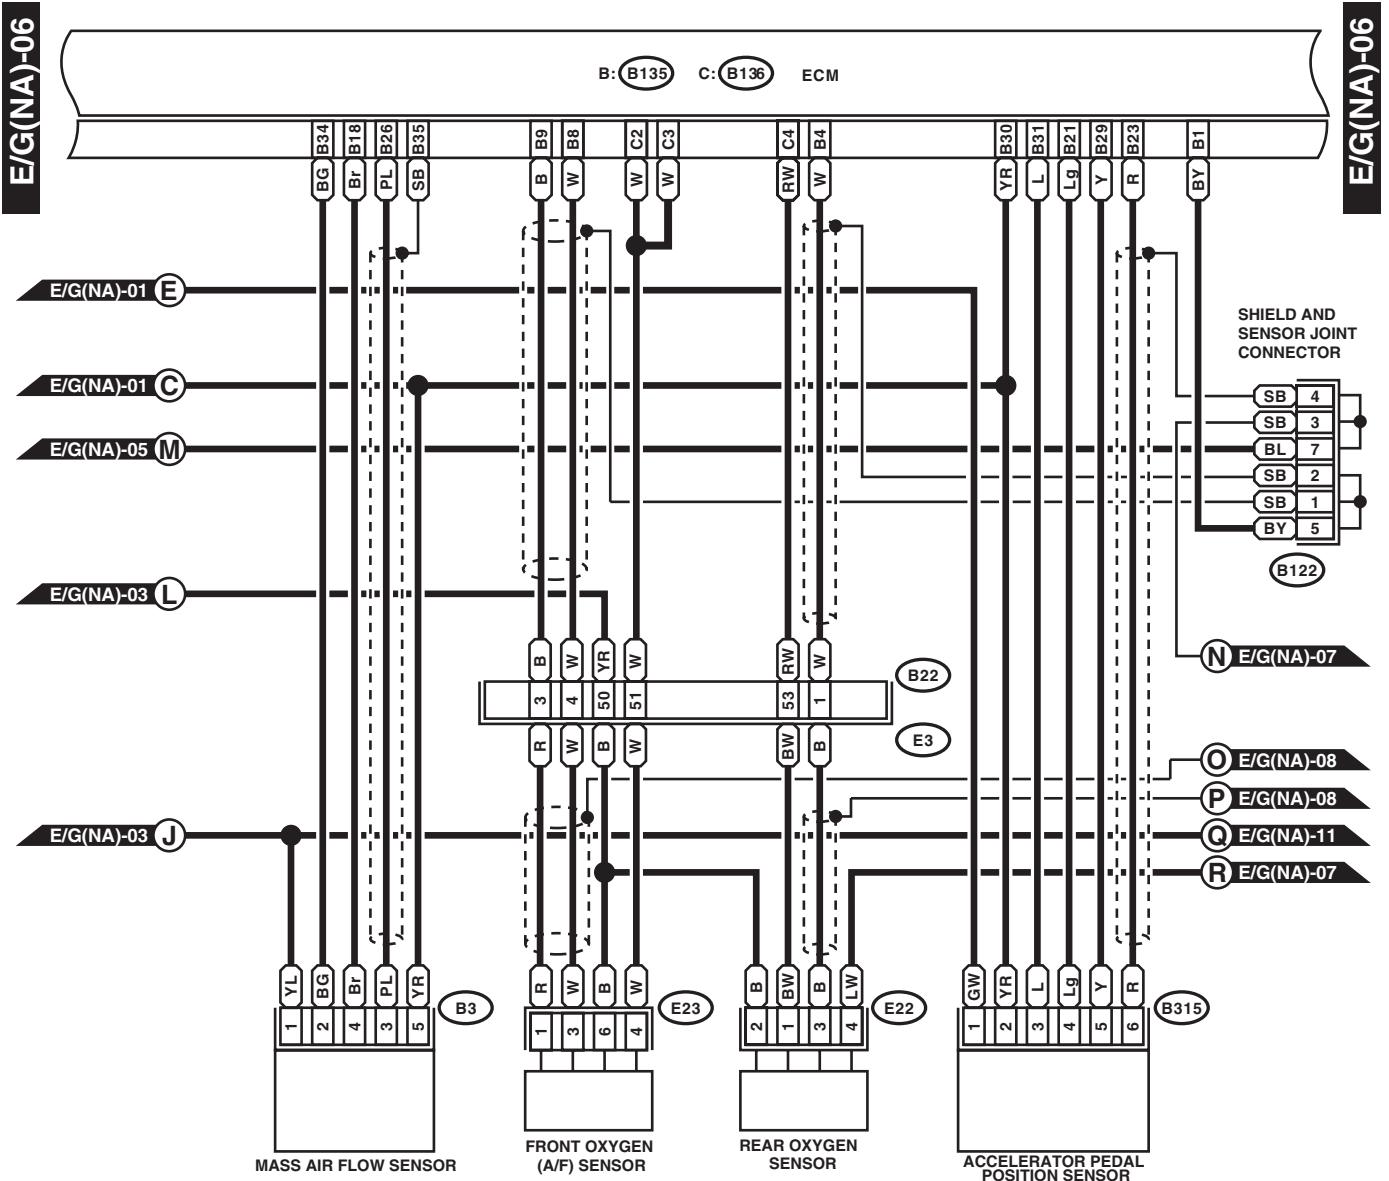 E/G(NA)-06
E/G(NA)-06
B: B135 C: B136 ECM
B34 B18 B26 B35 B9 B8 C2 C3 C4 B4 B30 B31 B21 B29 B23 B1
BG Br PL SB B W W W RW W YR L Lg Y R BY
E/G(NA)-01 E
SHIELD AND
SENSOR JOINT
CONNECTOR
E/G(NA)-01 C
SB 4
SB 3
E/G(NA)-05 M
BL 7
SB 2
SB 1
BY 5
B122
E/G(NA)-03 L
B W YR W RW W
N E/G(NA)-07
B22
3 4 50 51 53 1
E3
R W B W BW B
O E/G(NA)-08
P E/G(NA)-08
E/G(NA)-03 J
Q E/G(NA)-11
R E/G(NA)-07
YL BG Br PL YR R W B W B BW B LW GW YR L Lg Y R
B3 E23 E22 B315
1 2 4 3 5 1 3 6 4 2 1 3 4 1 2 3 4 5 6
MASS AIR FLOW SENSOR
FRONT OXYGEN
(A/F) SENSOR
REAR OXYGEN
SENSOR
ACCELERATOR PEDAL
POSITION SENSOR